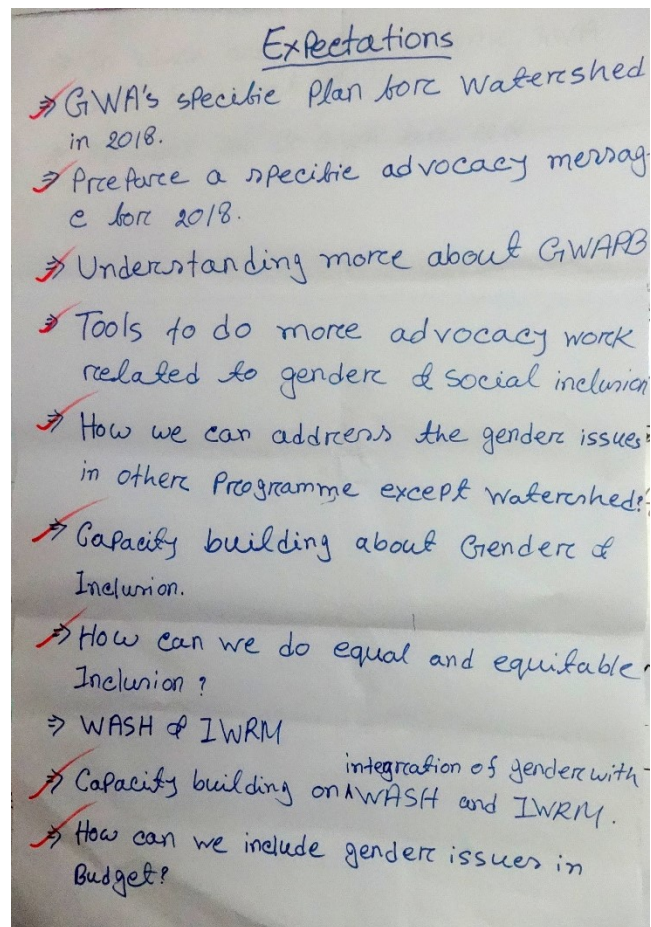 Expectations
⇒ GWA's specific Plan for Watershed
in 2018.
⇒ Prepare a specific advocacy messag-
e for 2018.
⇒ Understanding more about GWAPB
⇒ Tools to do more advocacy work
related to gender & social inclusion
⇒ How we can address the gender issues
in other Programme except watershed?
⇒ Capacity building about Gender &
Inclusion.
⇒ How can we do equal and equitable
Inclusion ?
⇒ WASH & IWRM
integration of gender with
⇒ Capacity building on ^ WASH and IWRM.
⇒ How can we include gender issues in
Budget?